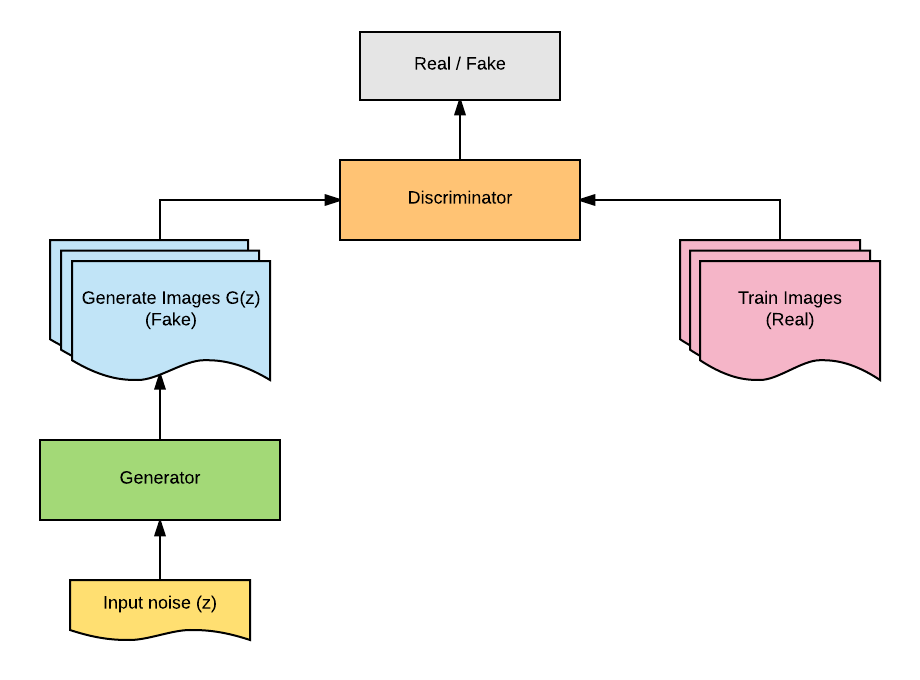 Real / Fake
Discriminator
Generate Images G(z)
(Fake)
Train Images
(Real)
Generator
Input noise (z)